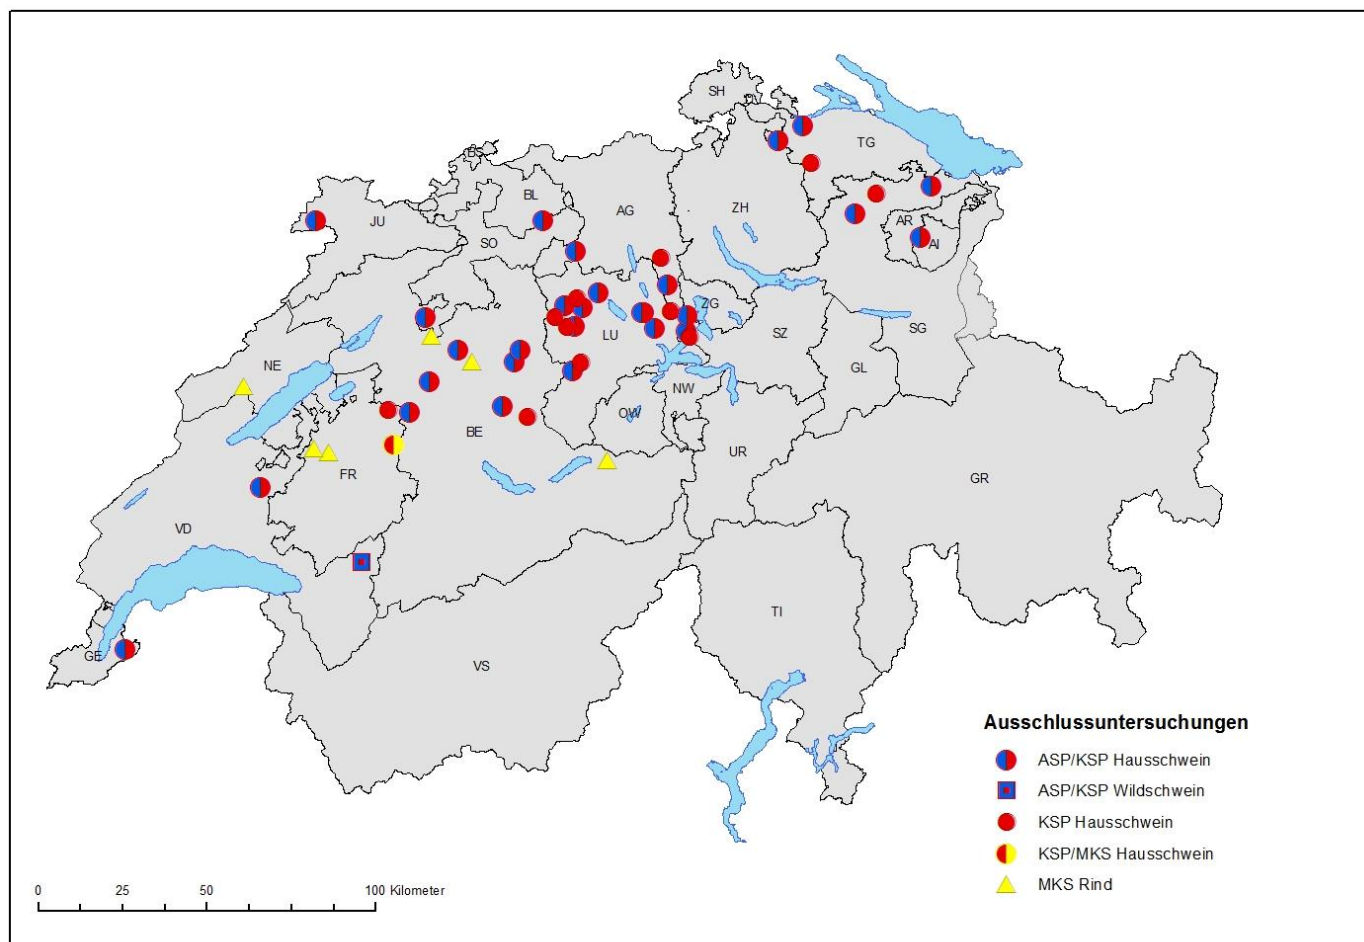 SH
TG
BS
BL
AG
ZH
JU
AR
AI
SO
ZG
LU
SZ
SG
NE
GL
NW
OW
BE
UR
FR
GR
VD
TI
GE
VS
Ausschlussuntersuchungen
ASP/KSP Hausschwein
ASP/KSP Wildschwein
KSP Hausschwein
KSP/MKS Hausschwein
MKS Rind
0 25 50 100 Kilometer